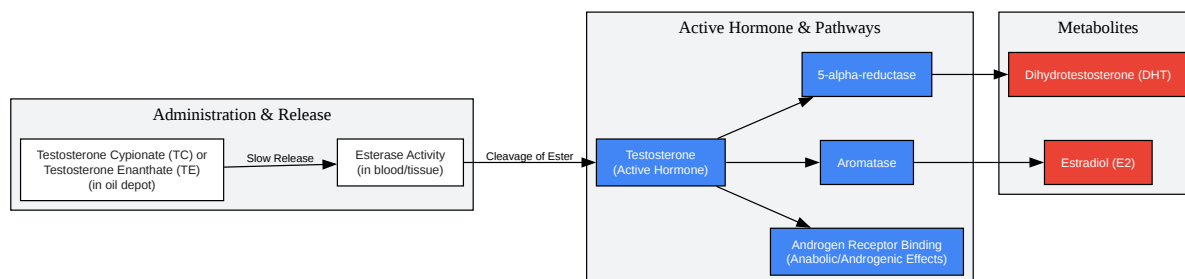 Administration & Release
Testosterone Cypionate (TC) or
Testosterone Enanthate (TE)
(in oil depot)
Slow Release
Esterase Activity
(in blood/tissue)
Cleavage of Ester
Active Hormone & Pathways
Testosterone
(Active Hormone)
5-alpha-reductase
Aromatase
Androgen Receptor Binding
(Anabolic/Androgenic Effects)
Metabolites
Dihydrotestosterone (DHT)
Estradiol (E2)